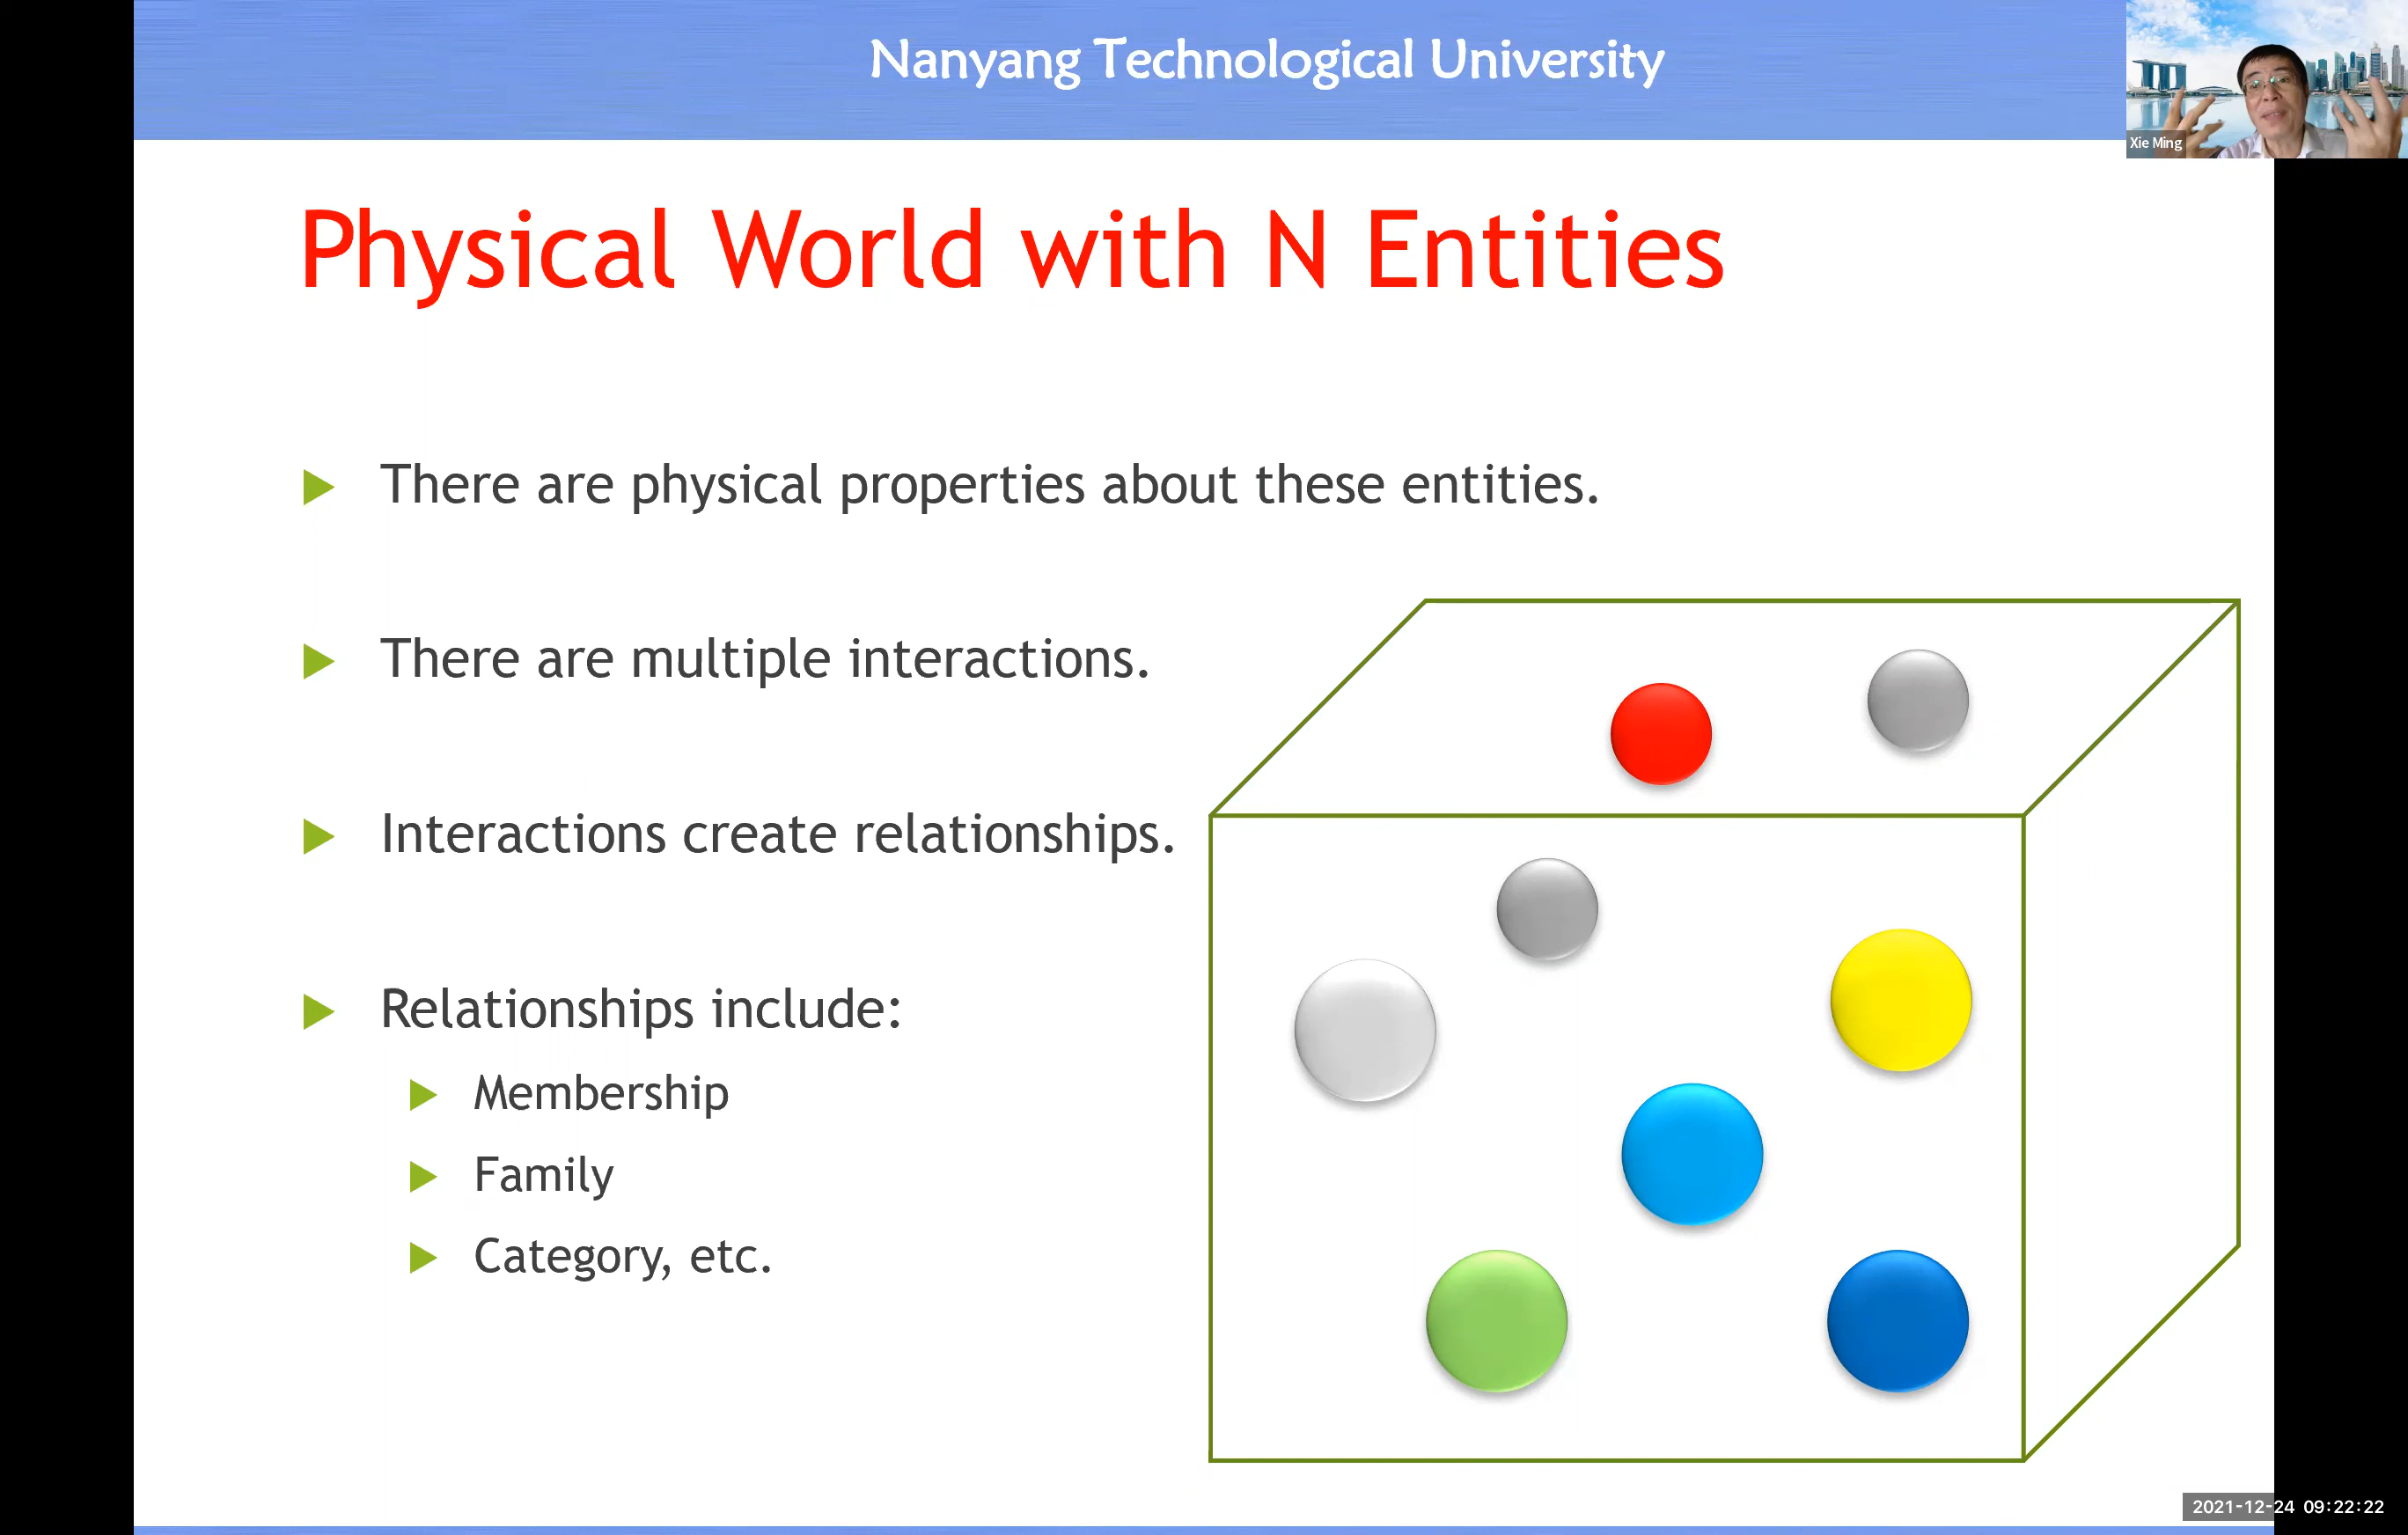 Nanyang Technological University
Xie Ming
Physical World with N Entities
There are physical properties about these entities.
There are multiple interactions.
Interactions create relationships.
Relationships include:
Membership
Family
Category, etc.
2021-12-24 09:22:22